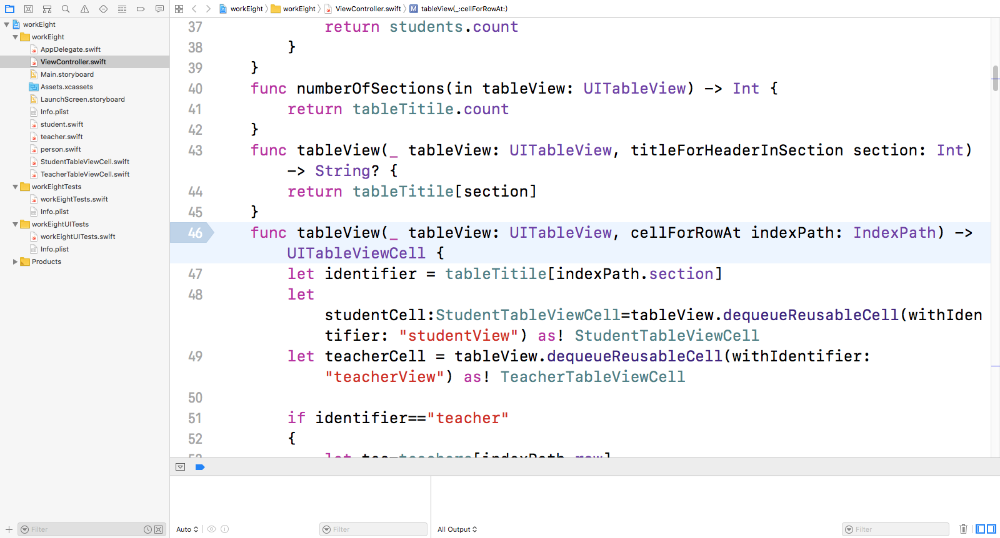 workEight
workEight
ViewController.swift
tableView(_:cellForRowAt:)
workEight
workEight
AppDelegate.swift
ViewController.swift
Main.storyboard
Assets.xcassets
LaunchScreen.storyboard
Info.plist
student.swift
teacher.swift
person.swift
StudentTableViewCell.swift
TeacherTableViewCell.swift
workEightTests
workEightTests.swift
Info.plist
workEightUITests
workEightUITests.swift
Info.plist
Products
Filter
37 return students.count
38 }
39 }
40 func numberOfSections(in tableView: UITableView) -> Int {
41 return tableTitile.count
42 }
43 func tableView(_ tableView: UITableView, titleForHeaderInSection section: Int)
-> String? {
44 return tableTitile[section]
45 }
46 func tableView(_ tableView: UITableView, cellForRowAt indexPath: IndexPath) ->
UITableViewCell {
47 let identifier = tableTitile[indexPath.section]
48 let
studentCell:StudentTableViewCell=tableView.dequeueReusableCell(withIden
tifier: "studentView") as! StudentTableViewCell
49 let teacherCell = tableView.dequeueReusableCell(withIdentifier:
"teacherView") as! TeacherTableViewCell
50
51 if identifier=="teacher"
52 {
53 let tec=teachers[indexPath.row]
Auto
Filter
All Output
Filter